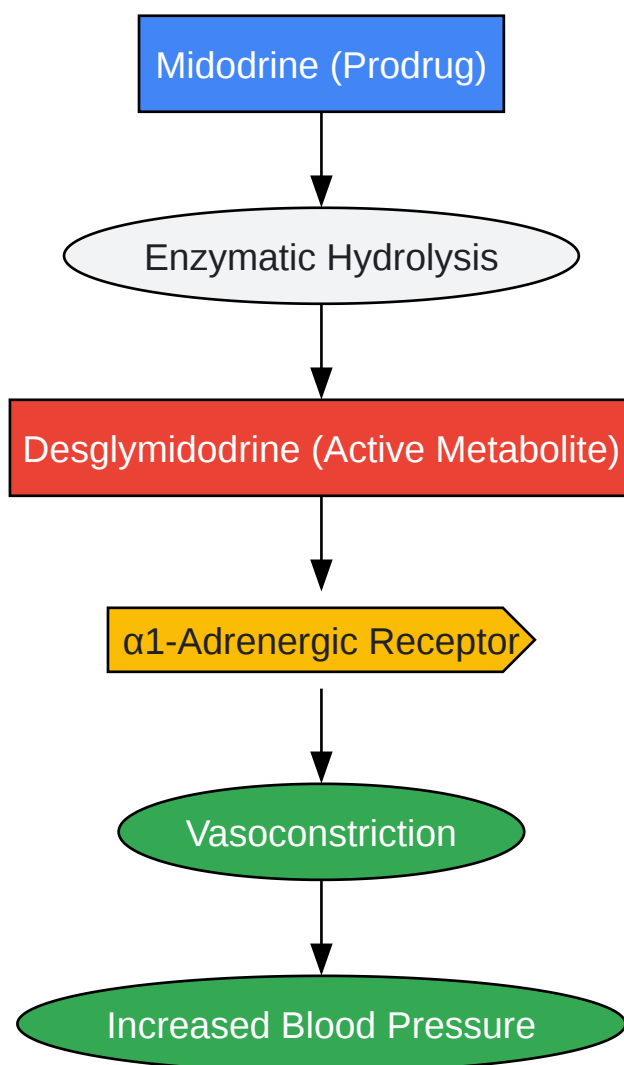 Midodrine (Prodrug)
Enzymatic Hydrolysis
Desglymidodrine (Active Metabolite)
α1-Adrenergic Receptor
Vasoconstriction
Increased Blood Pressure